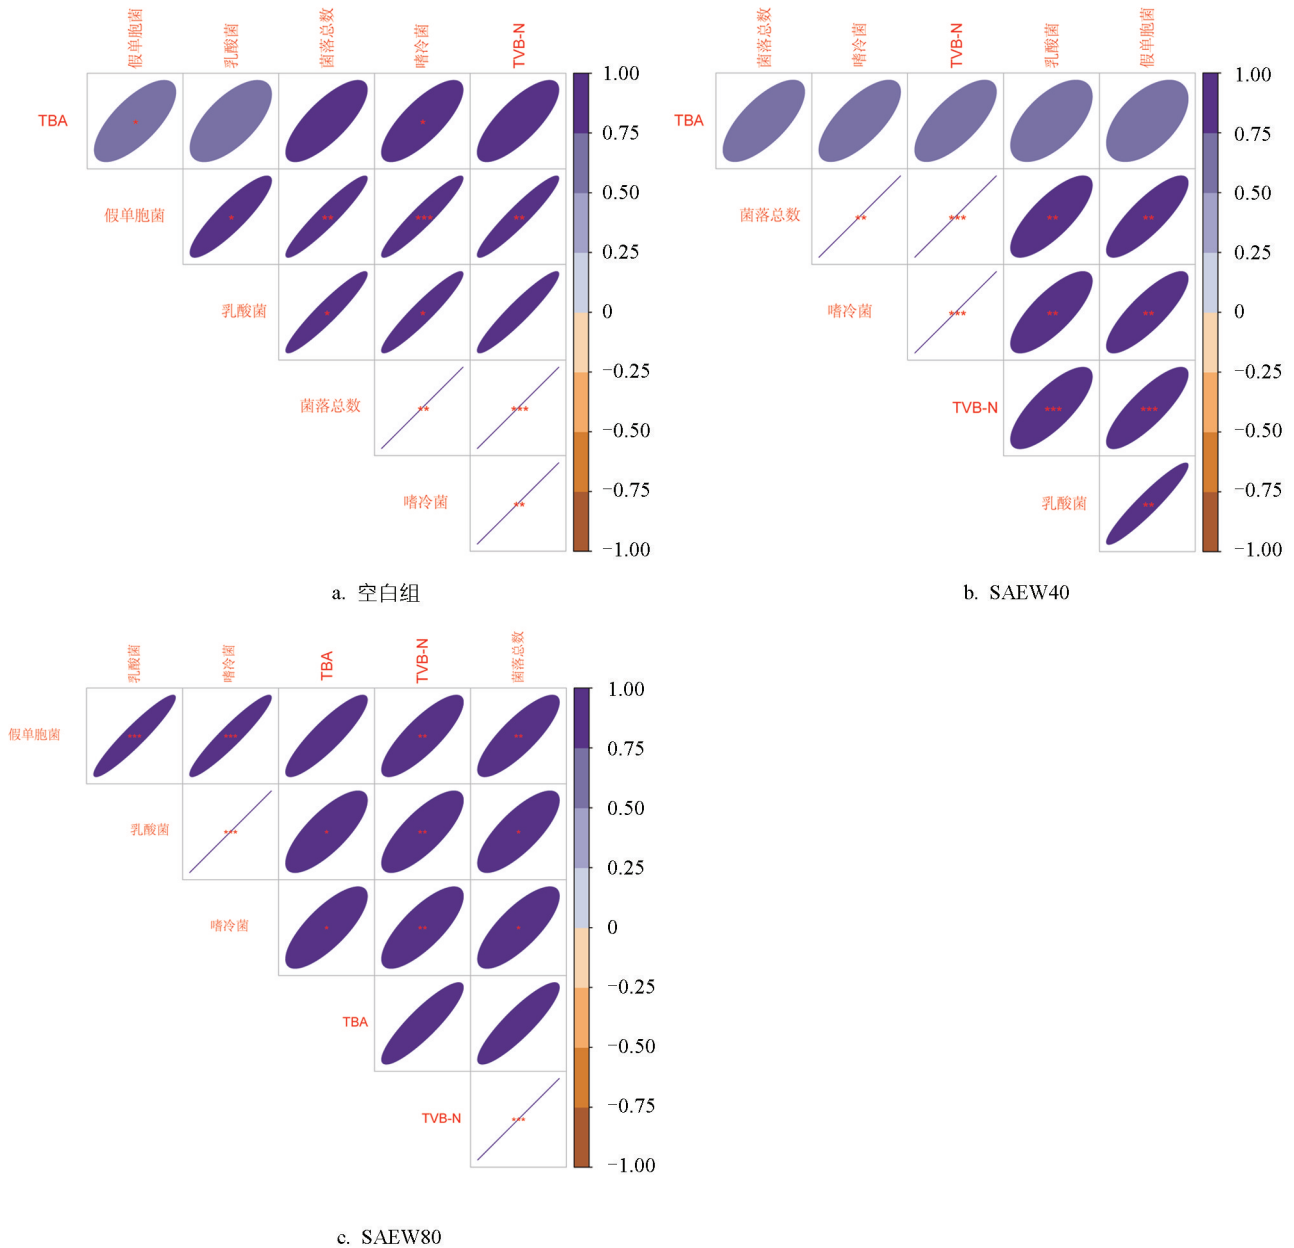 假单胞菌 乳酸菌 菌落总数 嗜冷菌 TVB-N
TBA
假单胞菌
乳酸菌
菌落总数
嗜冷菌
* *
* ** *** **
* *
** ***
**
1.00
0.75
0.50
0.25
0
−0.25
−0.50
−0.75
−1.00
a. 空白组
菌落总数 嗜冷菌 TVB-N 乳酸菌 假单胞菌
TBA
菌落总数
嗜冷菌
TVB-N
乳酸菌
** *** ** **
*** ** **
*** ***
**
1.00
0.75
0.50
0.25
0
−0.25
−0.50
−0.75
−1.00
b. SAEW40
乳酸菌 嗜冷菌 TBA TVB-N 菌落总数
假单胞菌
乳酸菌
嗜冷菌
TBA
TVB-N
*** *** ** **
*** * ** *
* ** *
***
1.00
0.75
0.50
0.25
0
−0.25
−0.50
−0.75
−1.00
c. SAEW80